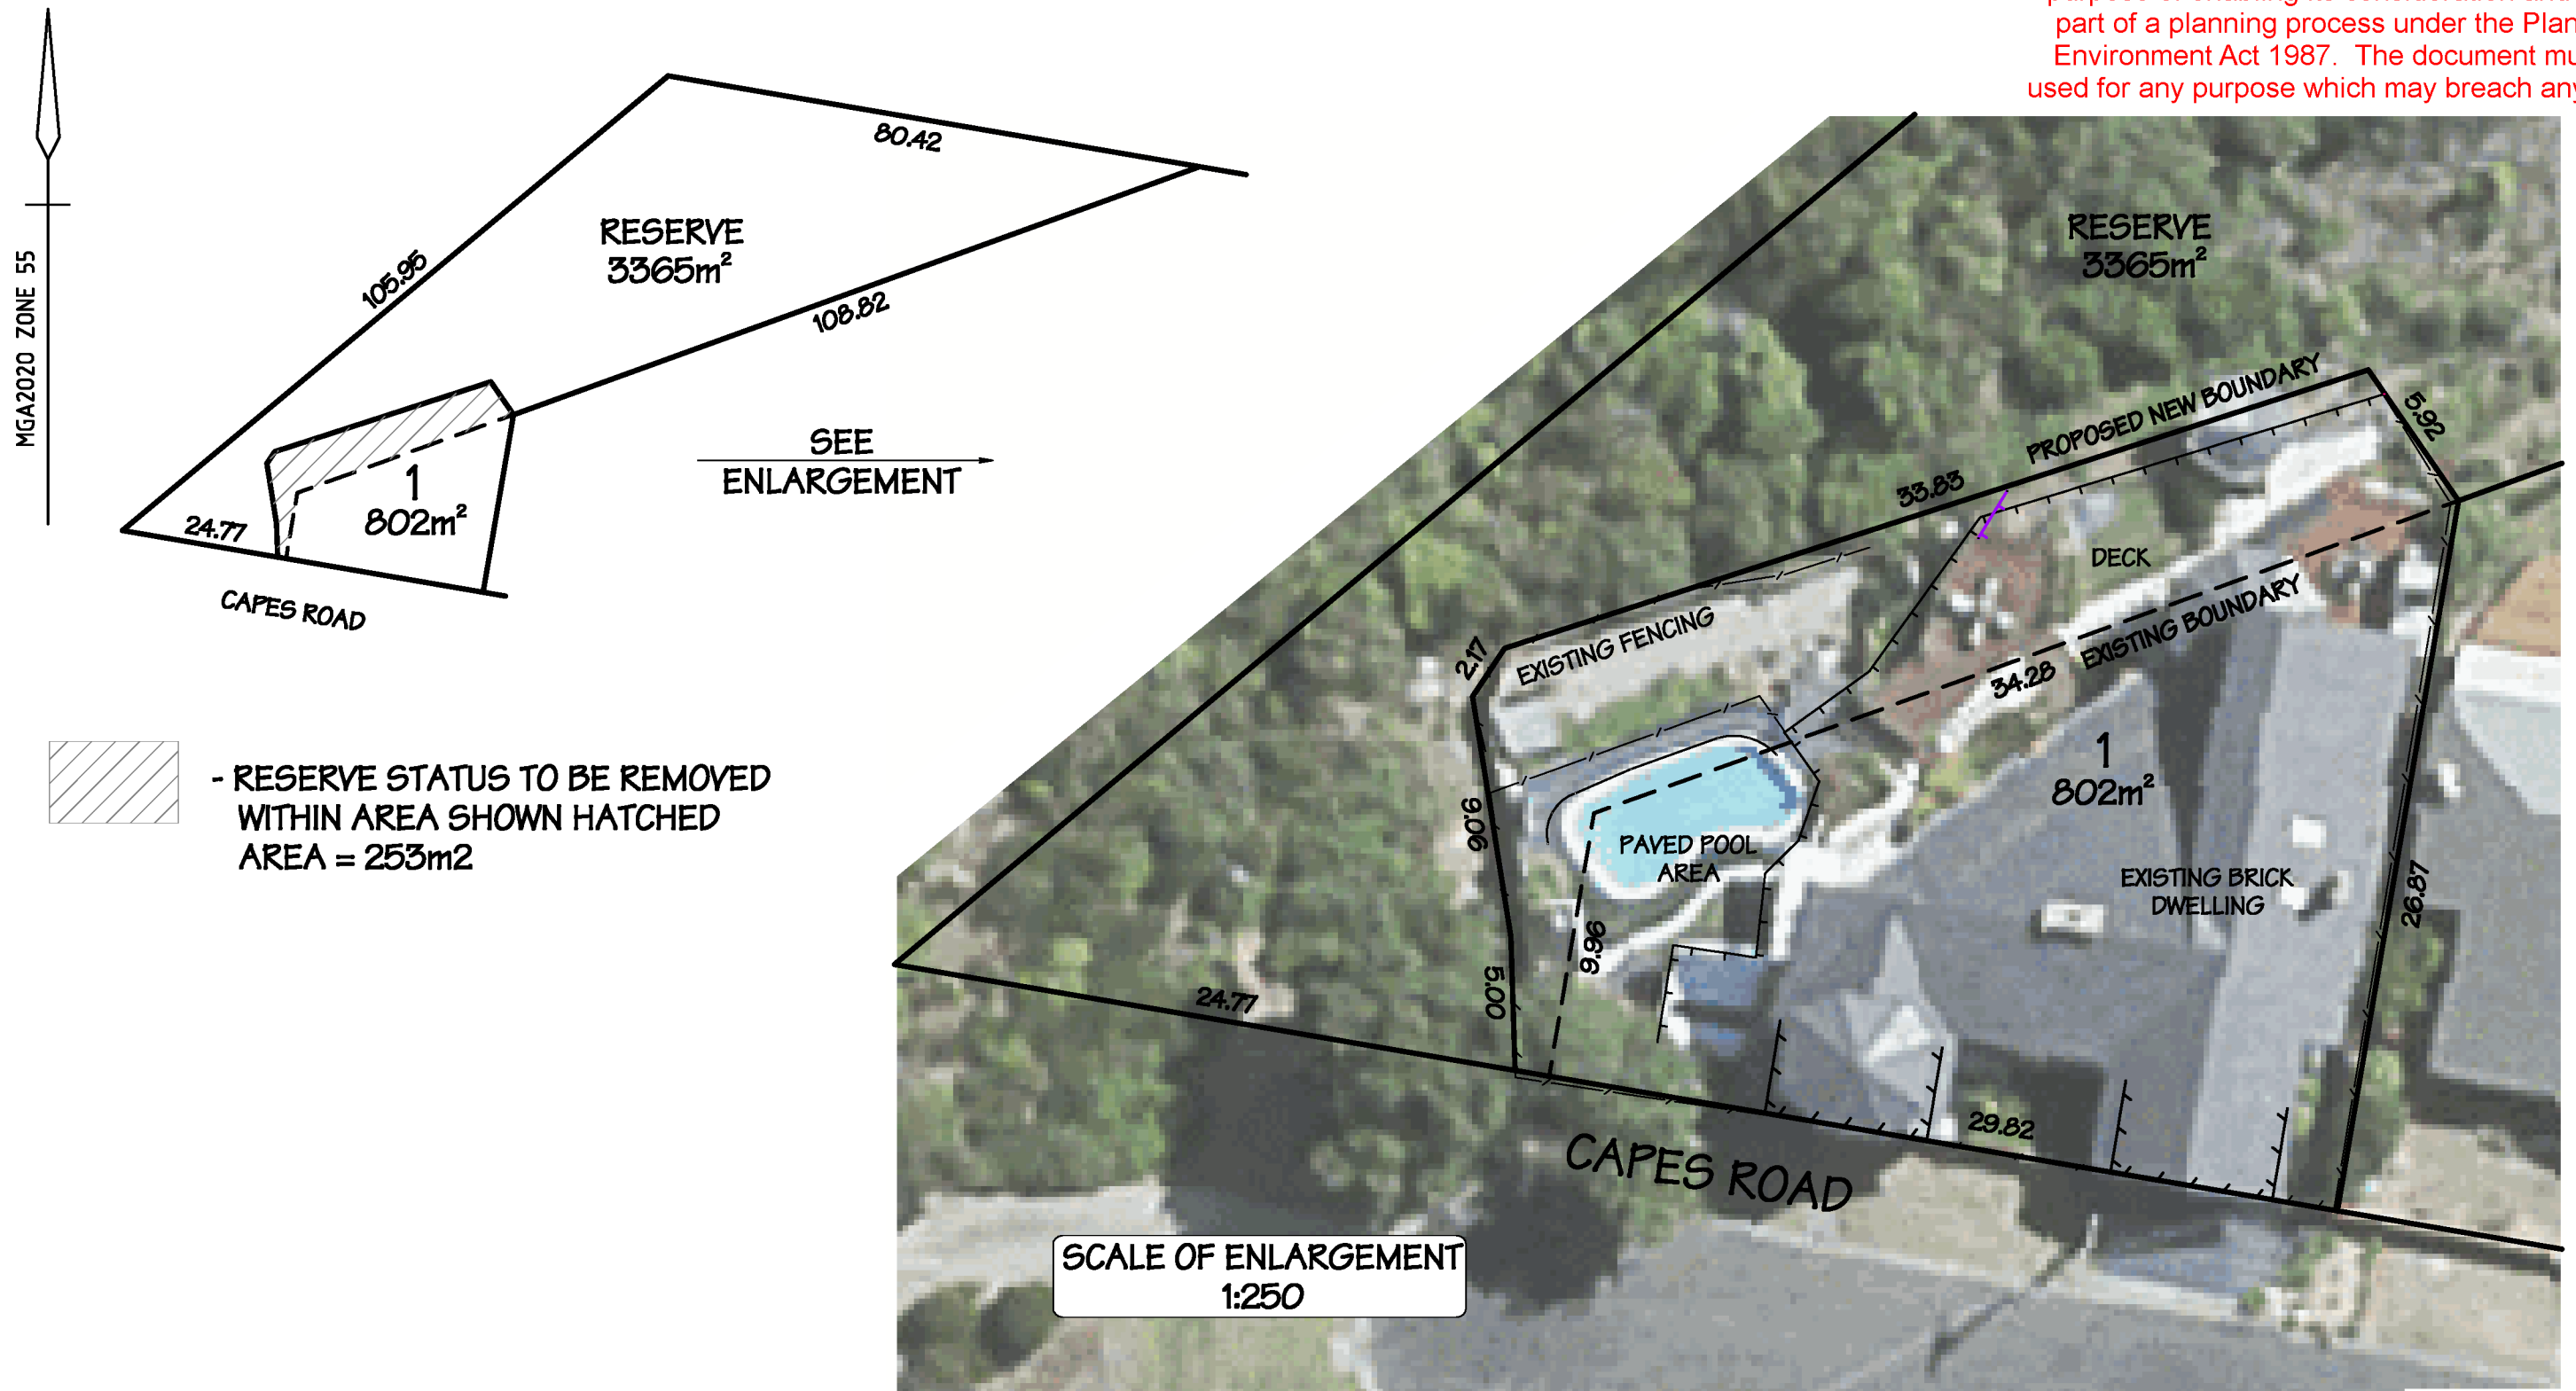 part of a planning process under the Plan
Environment Act 1987. The document mu
used for any purpose which may breach any
MGA2020 ZONE 55
80.42
105.95
RESERVE
3365m²
108.82
1
802m²
24.77
CAPES ROAD
SEE
ENLARGEMENT
- RESERVE STATUS TO BE REMOVED
WITHIN AREA SHOWN HATCHED
AREA = 253m2
RESERVE
3365m²
PROPOSED NEW BOUNDARY
5.92
33.83
DECK
EXISTING BOUNDARY
34.28
EXISTING FENCING
2.17
9.06
PAVED POOL
AREA
9.96
5.00
1
802m²
EXISTING BRICK
DWELLING
26.87
24.77
29.82
CAPES ROAD
SCALE OF ENLARGEMENT
1:250